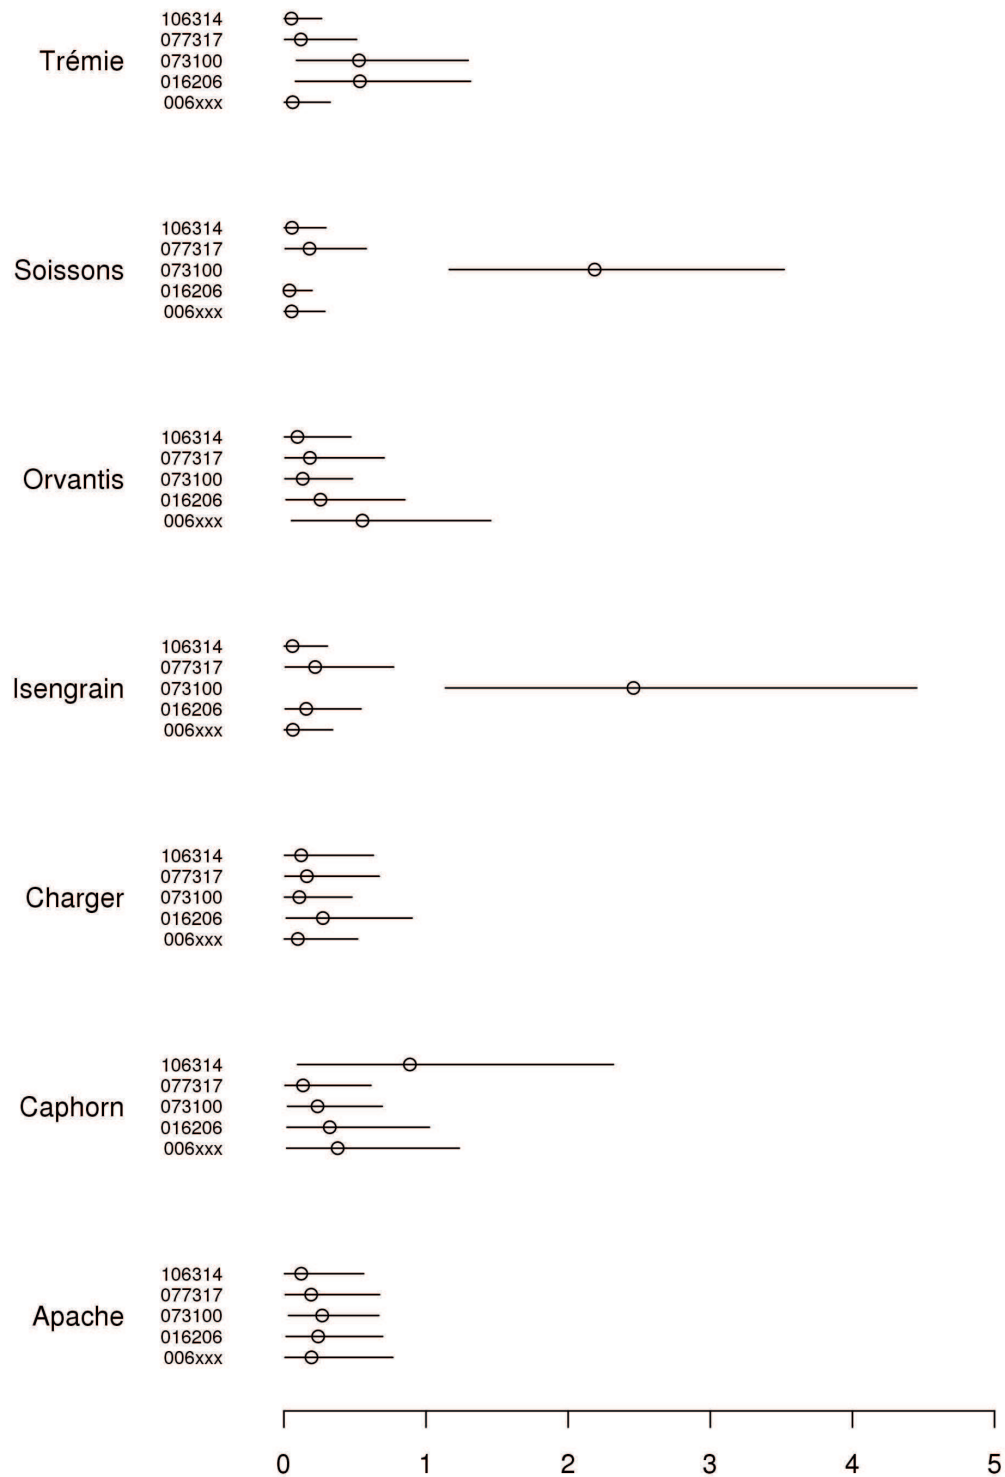 106314
077317
Trémie 073100
016206
006xxx
106314
077317
Soissons 073100
016206
006xxx
106314
077317
Orvantis 073100
016206
006xxx
106314
077317
Isengrain 073100
016206
006xxx
106314
077317
Charger 073100
016206
006xxx
106314
077317
Caphorn 073100
016206
006xxx
106314
077317
Apache 073100
016206
006xxx
0 1 2 3 4 5